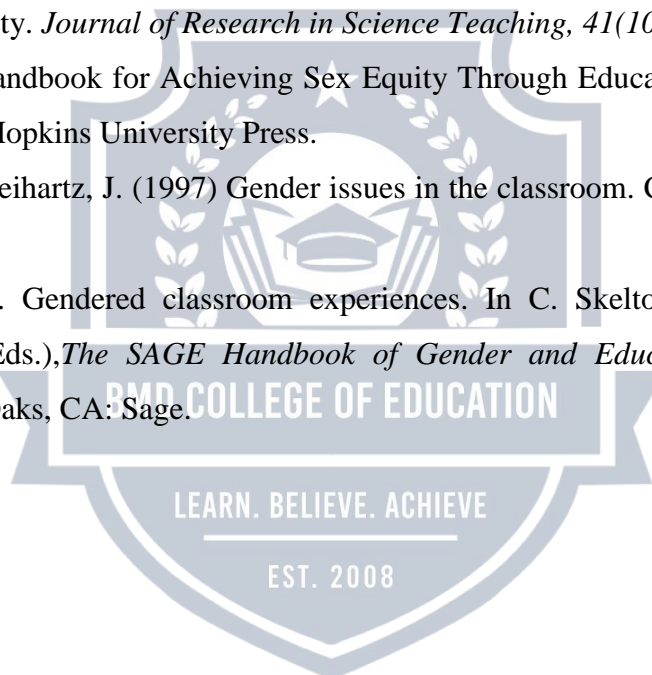 ty. Journal of Research in Science Teaching, 41(10
andbook for Achieving Sex Equity Through Educa
Hopkins University Press.
eihartz, J. (1997) Gender issues in the classroom. C
. Gendered classroom experiences. In C. Skelto
Eds.),The SAGE Handbook of Gender and Educ
Oaks, CA: Sage.
BMD COLLEGE OF EDUCATION
LEARN. BELIEVE. ACHIEVE
EST. 2008